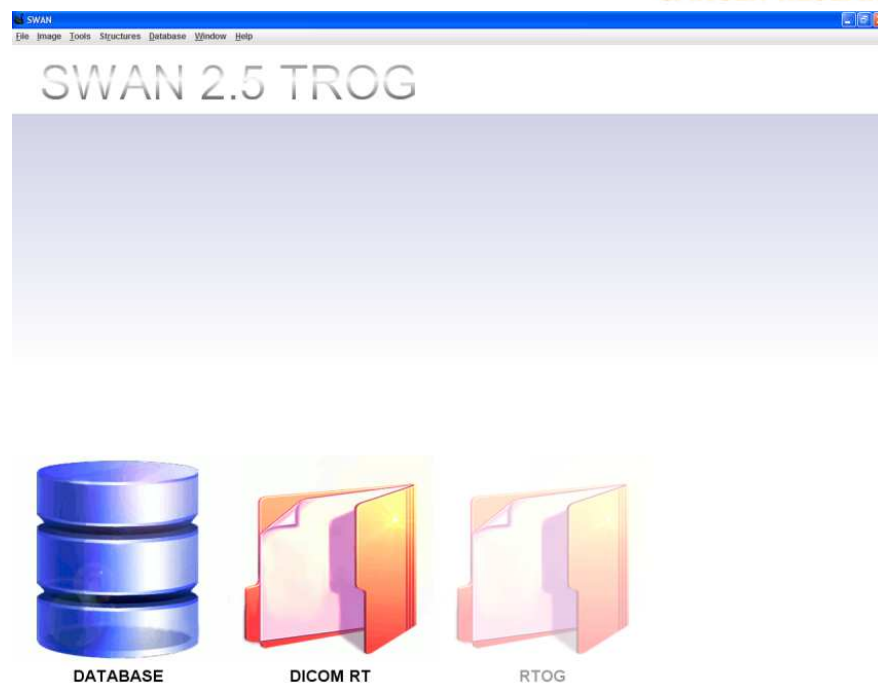 SWAN
File Image Tools Structures Database Window Help
SWAN 2.5 TROG
DATABASE DICOM RT RTOG